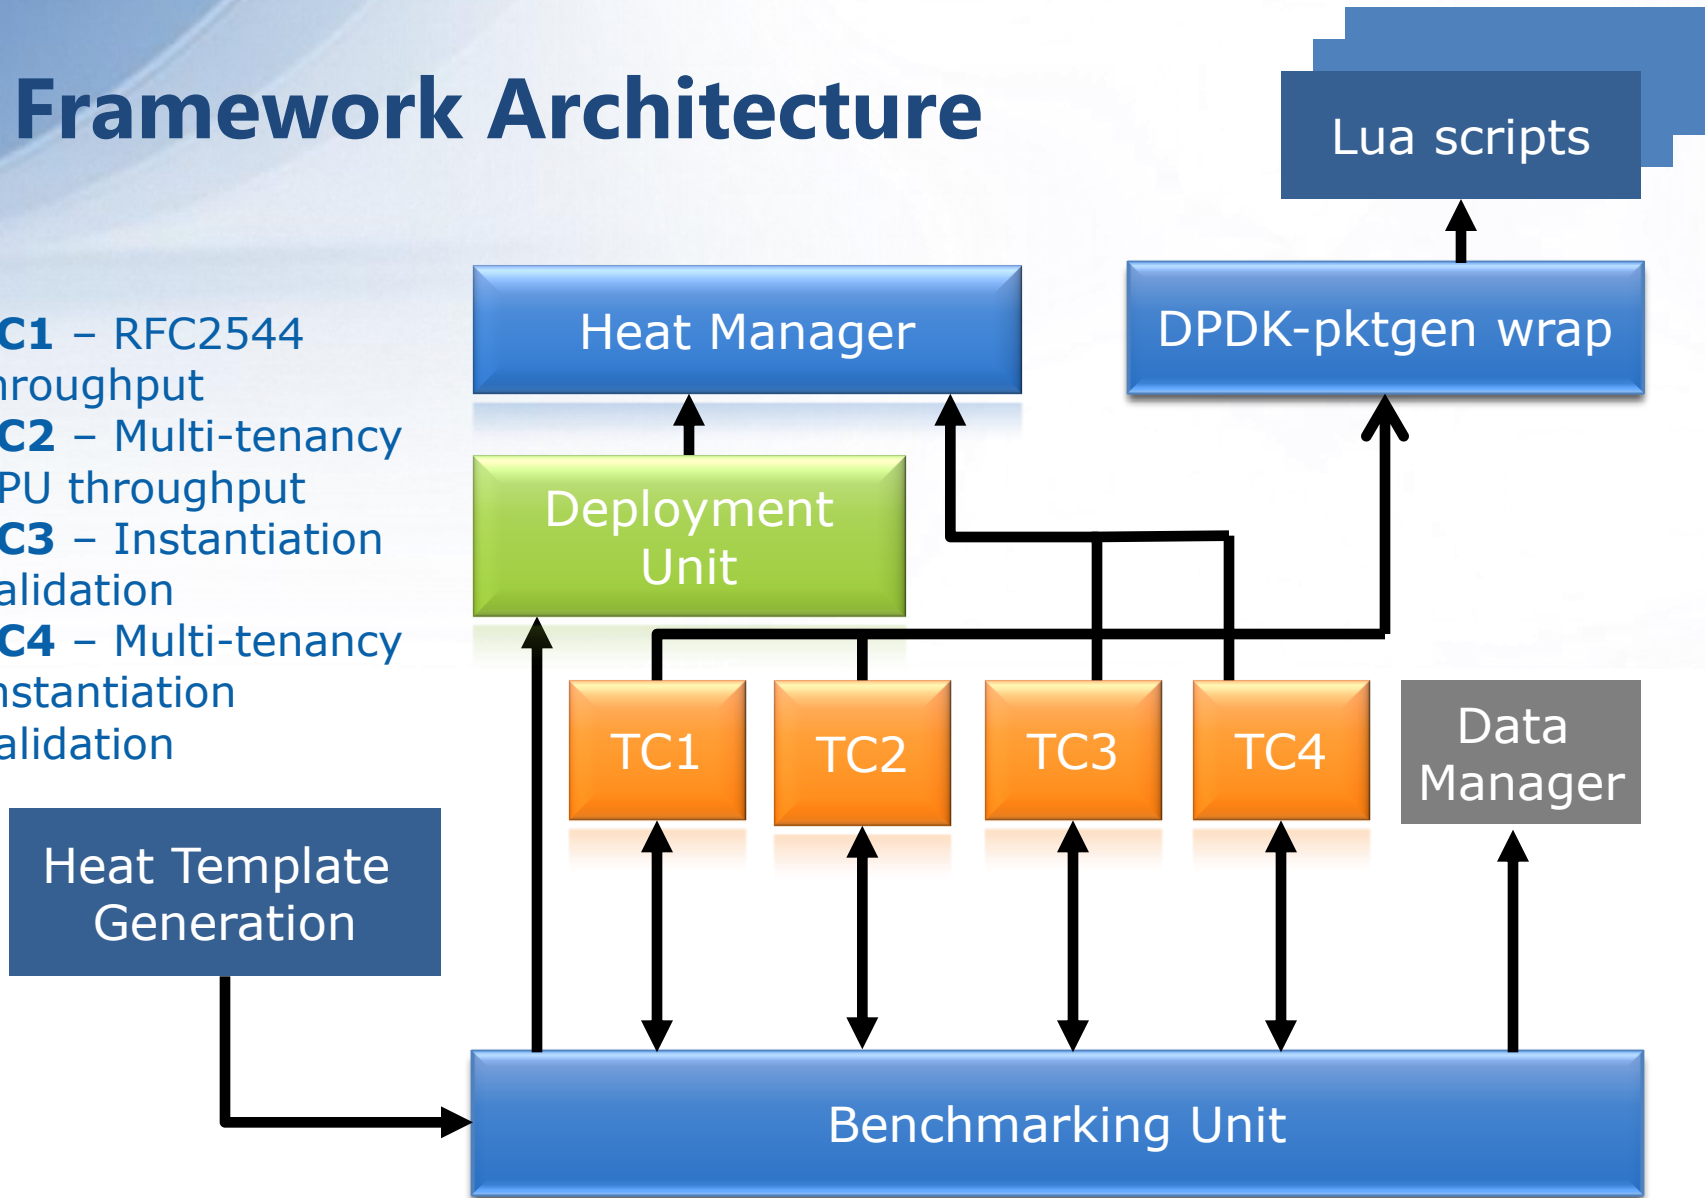 Framework Architecture
Lua scripts
Heat Manager
DPDK-pktgen wrap
C1 – RFC2544
hroughput
C2 – Multi-tenancy
PU throughput
C3 – Instantiation
alidation
C4 – Multi-tenancy
nstantiation
alidation
Deployment
Unit
TC1
TC2
TC3
TC4
Data
Manager
Heat Template
Generation
Benchmarking Unit